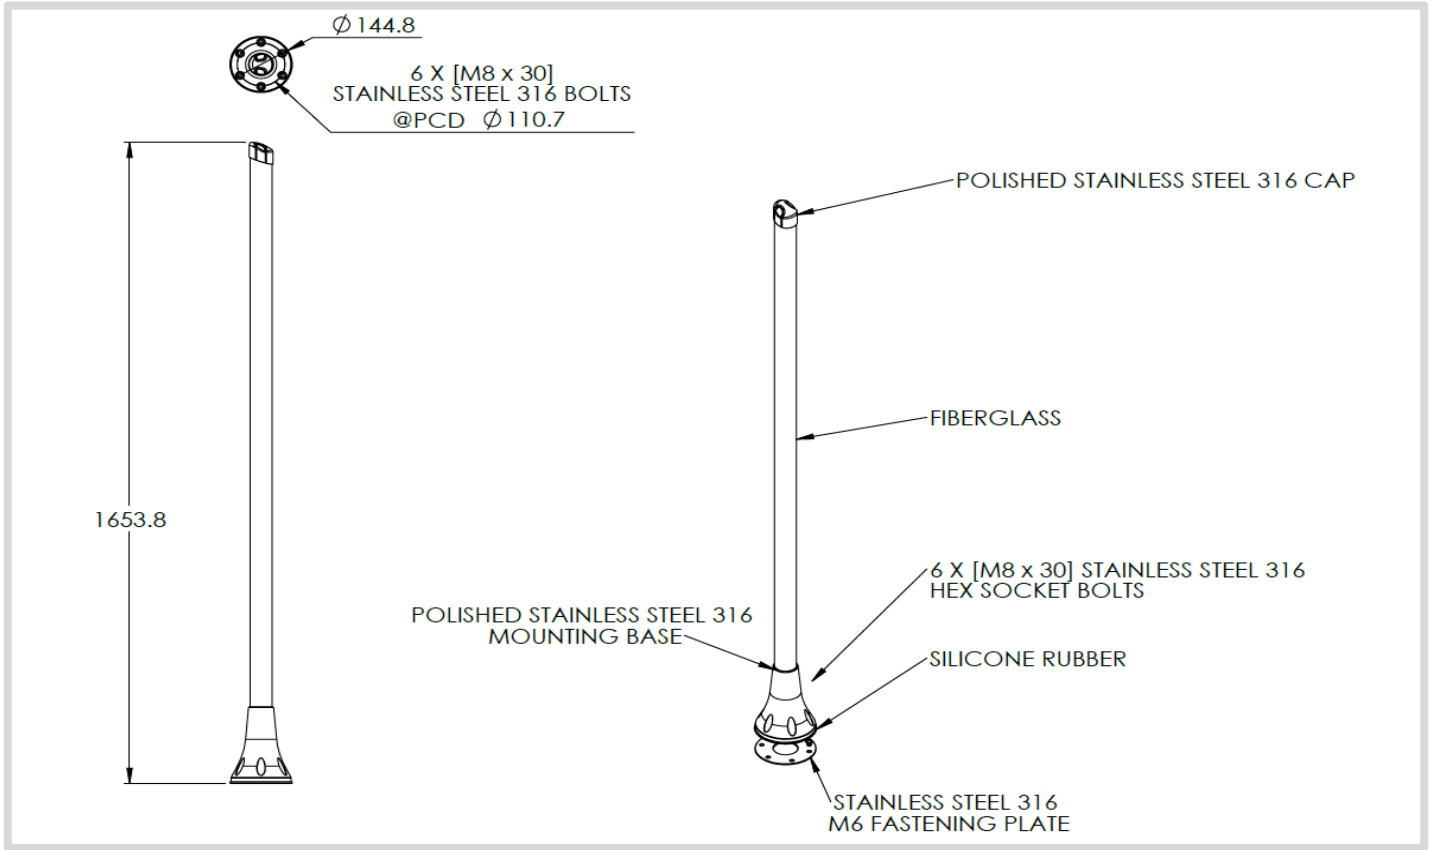 Ø144.8
6 X [M8 x 30]
STAINLESS STEEL 316 BOLTS
@PCD Ø110.7
POLISHED STAINLESS STEEL 316 CAP
FIBERGLASS
1653.8
6 X [M8 x 30] STAINLESS STEEL 316
HEX SOCKET BOLTS
POLISHED STAINLESS STEEL 316
MOUNTING BASE
SILICONE RUBBER
STAINLESS STEEL 316
M6 FASTENING PLATE